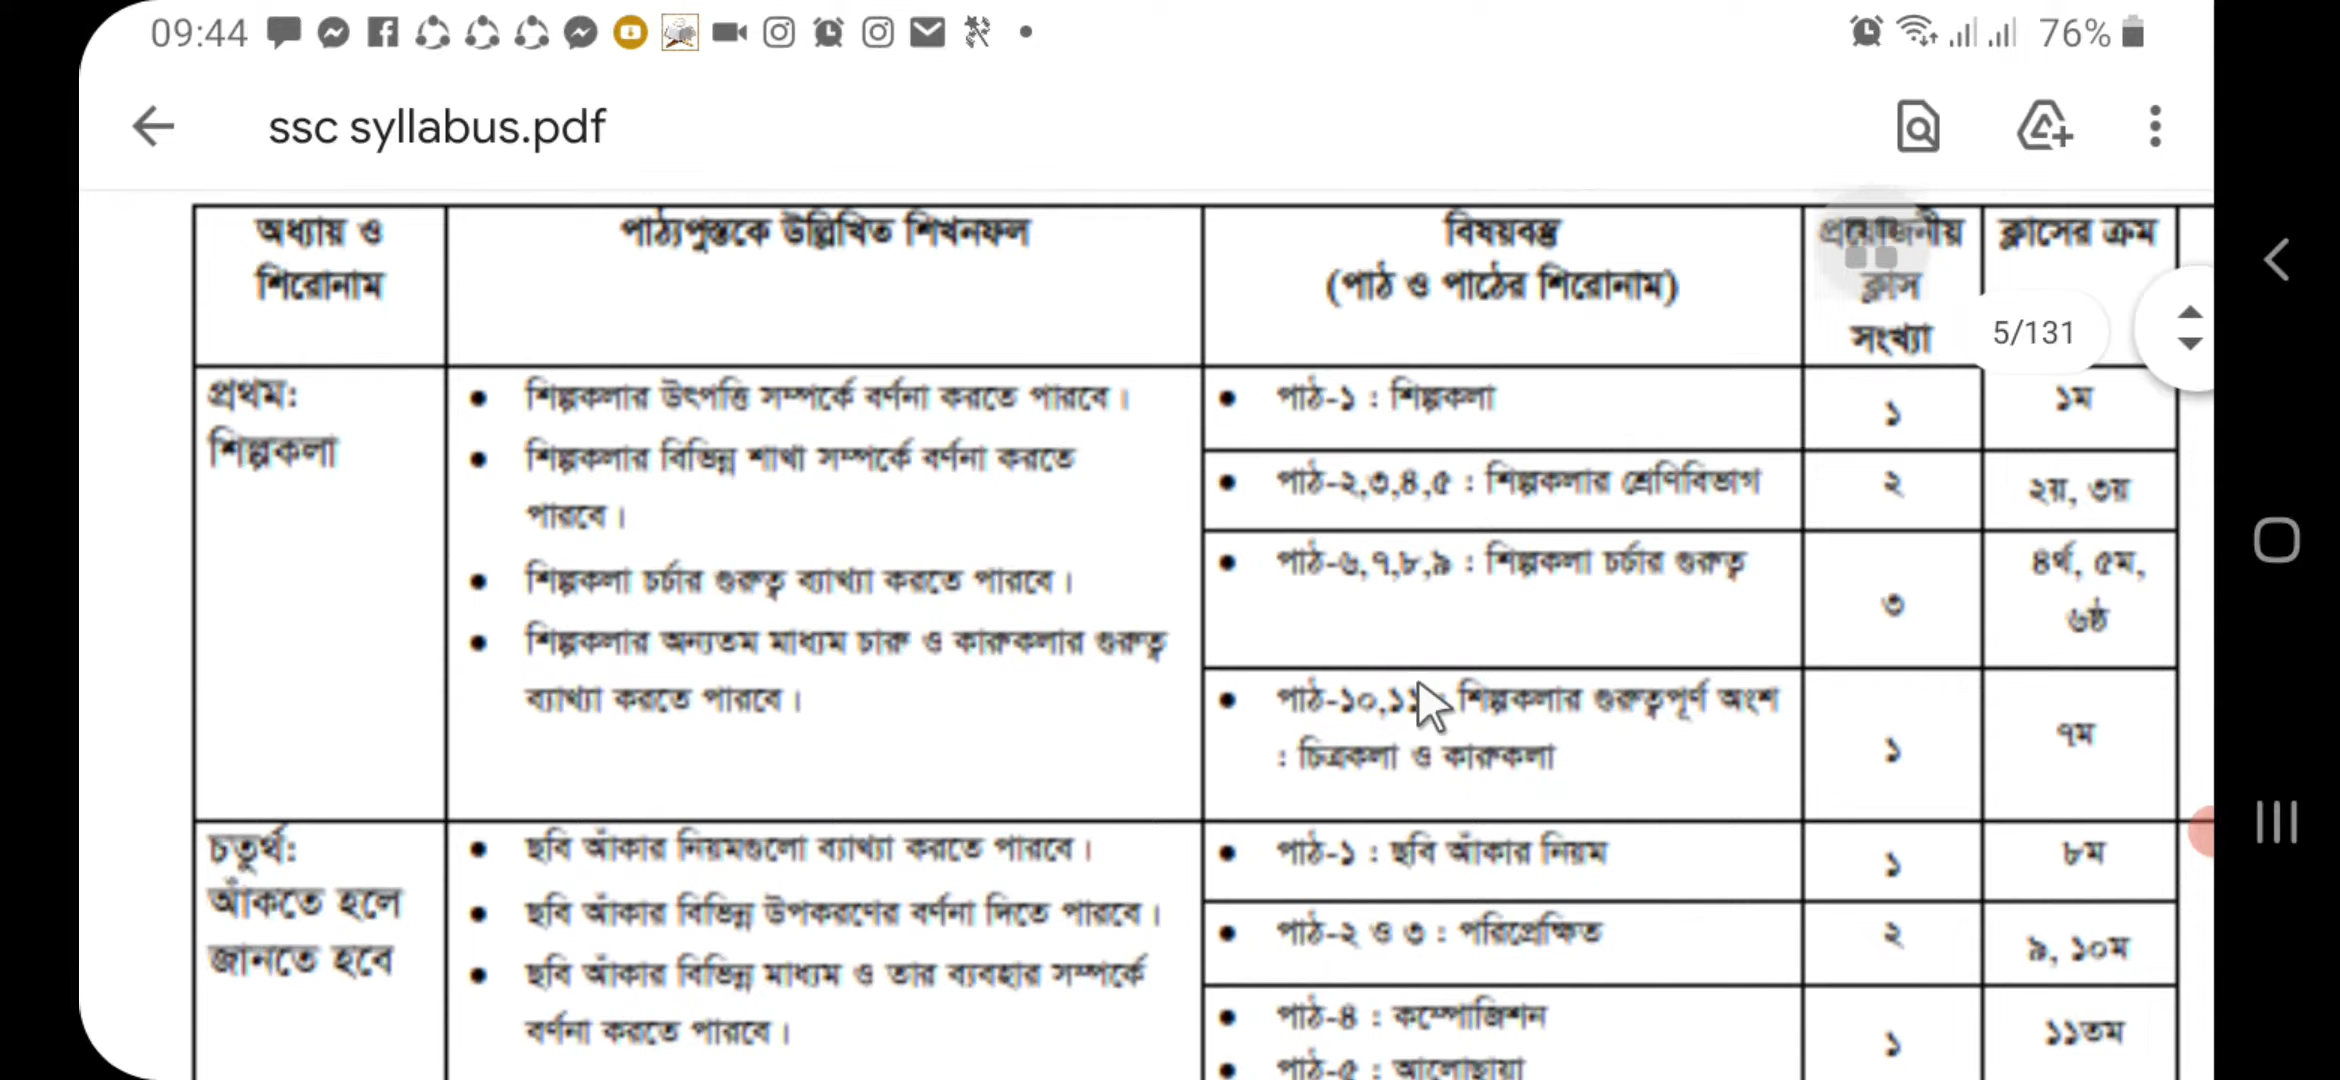 09:44
76%
ssc syllabus.pdf
অধ্যায় ও
শিরোনাম
পাঠ্যপুস্তকে উল্লিখিত শিখনফল
বিষয়বস্তু
(পাঠ ও পাঠের শিরোনাম)
প্রয়োজনীয়
ক্লাস
সংখ্যা
ক্লাসের ক্রম
5/131
প্রথম:
শিল্পকলা
শিল্পকলার উৎপত্তি সম্পর্কে বর্ণনা করতে পারবে।
শিল্পকলার বিভিন্ন শাখা সম্পর্কে বর্ণনা করতে
পারবে।
শিল্পকলা চর্চার গুরুত্ব ব্যাখ্যা করতে পারবে।
শিল্পকলার অন্যতম মাধ্যম চারু ও কারুকলার গুরুত্ব
ব্যাখ্যা করতে পারবে।
পাঠ-১ : শিল্পকলা
১
১ম
পাঠ-২,৩,৪,৫ : শিল্পকলার শ্রেণিবিভাগ
২
২য়, ৩য়
পাঠ-৬,৭,৮,৯ : শিল্পকলা চর্চার গুরুত্ব
৩
৪র্থ, ৫ম,
৬ষ্ঠ
পাঠ-১০,১১ : শিল্পকলার গুরুত্বপূর্ণ অংশ
: চিত্রকলা ও কারুকলা
১
৭ম
চতুর্থ:
আঁকতে হলে
জানতে হবে
ছবি আঁকার নিয়মগুলো ব্যাখ্যা করতে পারবে।
ছবি আঁকার বিভিন্ন উপকরণের বর্ণনা দিতে পারবে।
ছবি আঁকার বিভিন্ন মাধ্যম ও তার ব্যবহার সম্পর্কে
বর্ণনা করতে পারবে।
পাঠ-১ : ছবি আঁকার নিয়ম
১
৮ম
পাঠ-২ ও ৩ : পরিপ্রেক্ষিত
২
৯, ১০ম
পাঠ-৪ : কম্পোজিশন
পাঠ-৫ : আলোছায়া
১
১১তম